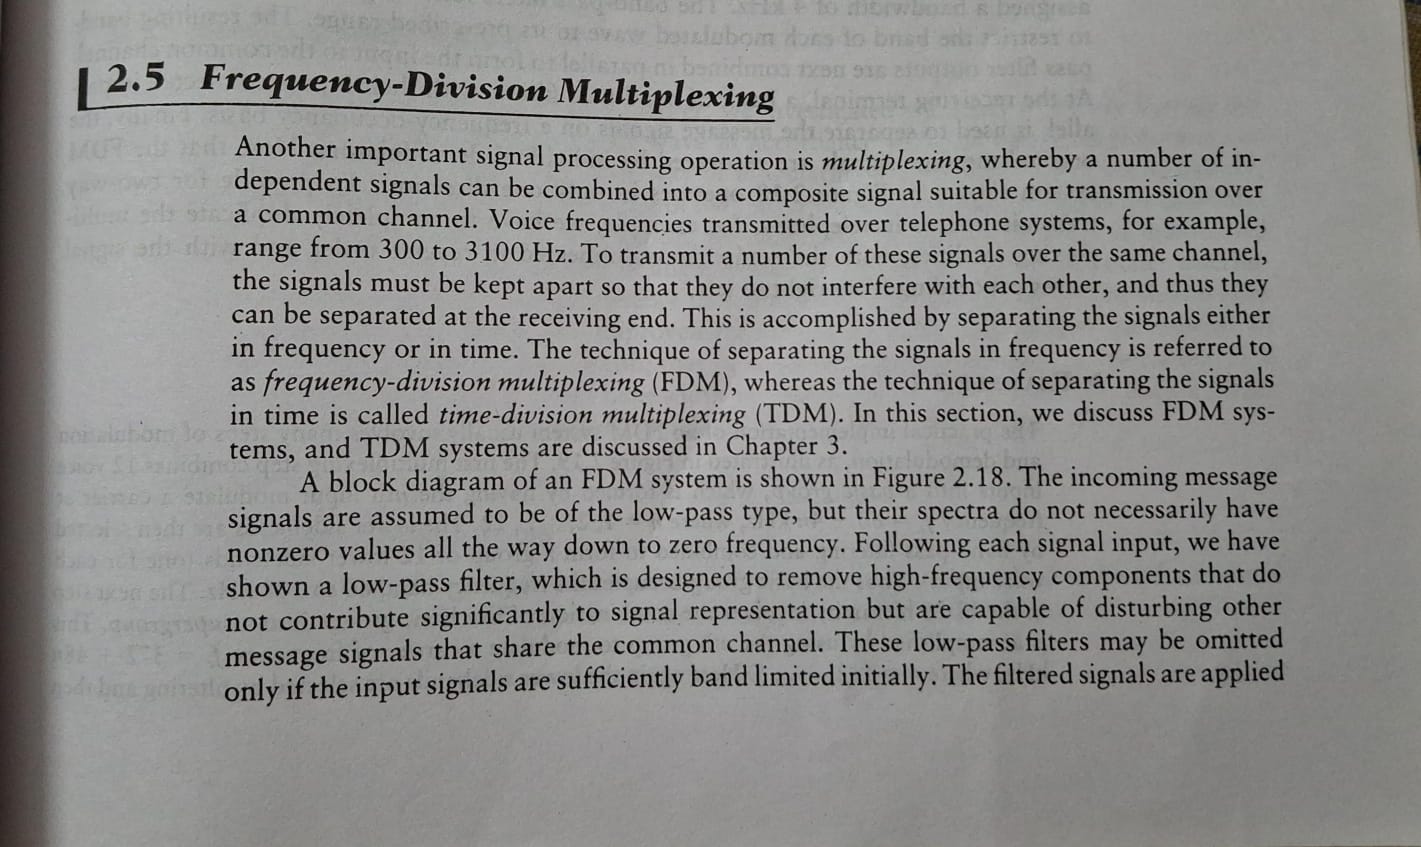 2.5 Frequency-Division Multiplexing
Another important signal processing operation is multiplexing, whereby a number of in-
dependent signals can be combined into a composite signal suitable for transmission over
a common channel. Voice frequencies transmitted over telephone systems, for example,
range from 300 to 3100 Hz. To transmit a number of these signals over the same channel,
the signals must be kept apart so that they do not interfere with each other, and thus they
can be separated at the receiving end. This is accomplished by separating the signals either
in frequency or in time. The technique of separating the signals in frequency is referred to
as frequency-division multiplexing (FDM), whereas the technique of separating the signals
in time is called time-division multiplexing (TDM). In this section, we discuss FDM sys-
tems, and TDM systems are discussed in Chapter 3.
A block diagram of an FDM system is shown in Figure 2.18. The incoming message
signals are assumed to be of the low-pass type, but their spectra do not necessarily have
nonzero values all the way down to zero frequency. Following each signal input, we have
shown a low-pass filter, which is designed to remove high-frequency components that do
not contribute significantly to signal representation but are capable of disturbing other
message signals that share the common channel. These low-pass filters may be omitted
only if the input signals are sufficiently band limited initially. The filtered signals are applied